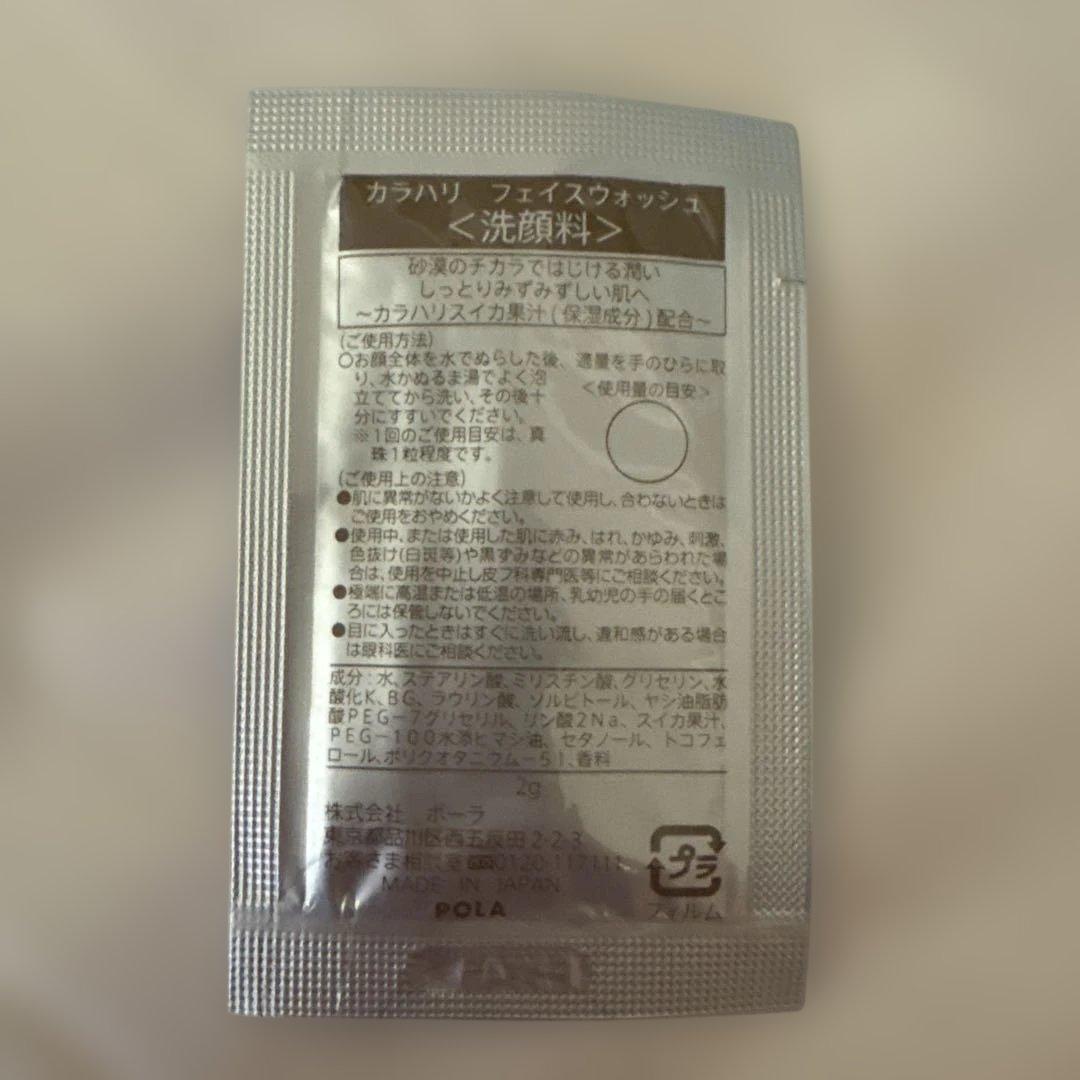 カラハリ　フェイスウォッシュ
＜洗顔料＞
砂漠のチカラではじける潤い
しっとりみずみずしい肌へ
～カラハリスイカ果汁(保湿成分)配合～
(ご使用方法)
○お顔全体を水でぬらした後、適量を手のひらに取
り、水かぬるま湯でよく泡
立ててから洗い、その後十
分にすすいでください。
※1回のご使用目安は、真
珠1粒程度です。
＜使用量の目安＞
(ご使用上の注意)
●肌に異常がないかよく注意して使用し、合わないときは
ご使用をおやめください。
●使用中、または使用した肌に赤み、はれ、かゆみ、刺激、
色抜け(白斑等)や黒ずみなどの異常があらわれた場
合は、使用を中止し皮フ科専門医等にご相談ください。
●極端に高温または低温の場所、乳幼児の手の届くとこ
ろには保管しないでください。
●目に入ったときはすぐに洗い流し、違和感がある場合
は眼科医にご相談ください。
成分：水、ステアリン酸、ミリスチン酸、グリセリン、水
酸化K、BG、ラウリン酸、ソルビトール、ヤシ油脂肪
酸PEG－7グリセリル、リン酸2Na、スイカ果汁、
PEG－100水添ヒマシ油、セタノール、トコフェ
ロール、ポリクオタニウム－51、香料
2g
株式会社　ポーラ
東京都品川区西五反田2-2-3
お客さま相談室 0120-117111
MADE IN JAPAN
POLA
プラ
フィルム